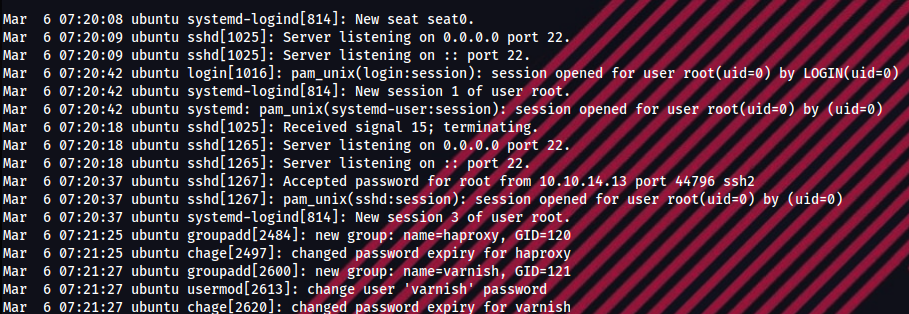 Mar  6 07:20:08 ubuntu systemd-logind[814]: New seat seat0.
Mar  6 07:20:09 ubuntu sshd[1025]: Server listening on 0.0.0.0 port 22.
Mar  6 07:20:09 ubuntu sshd[1025]: Server listening on :: port 22.
Mar  6 07:20:42 ubuntu login[1016]: pam_unix(login:session): session opened for user root(uid=0) by LOGIN(uid=0)
Mar  6 07:20:42 ubuntu systemd-logind[814]: New session 1 of user root.
Mar  6 07:20:42 ubuntu systemd: pam_unix(systemd-user:session): session opened for user root(uid=0) by (uid=0)
Mar  6 07:20:18 ubuntu sshd[1025]: Received signal 15; terminating.
Mar  6 07:20:18 ubuntu sshd[1265]: Server listening on 0.0.0.0 port 22.
Mar  6 07:20:18 ubuntu sshd[1265]: Server listening on :: port 22.
Mar  6 07:20:37 ubuntu sshd[1267]: Accepted password for root from 10.10.14.13 port 44796 ssh2
Mar  6 07:20:37 ubuntu sshd[1267]: pam_unix(sshd:session): session opened for user root(uid=0) by (uid=0)
Mar  6 07:20:37 ubuntu systemd-logind[814]: New session 3 of user root.
Mar  6 07:21:25 ubuntu groupadd[2484]: new group: name=haproxy, GID=120
Mar  6 07:21:25 ubuntu chage[2497]: changed password expiry for haproxy
Mar  6 07:21:27 ubuntu groupadd[2600]: new group: name=varnish, GID=121
Mar  6 07:21:27 ubuntu usermod[2613]: change user 'varnish' password
Mar  6 07:21:27 ubuntu chage[2620]: changed password expiry for varnish